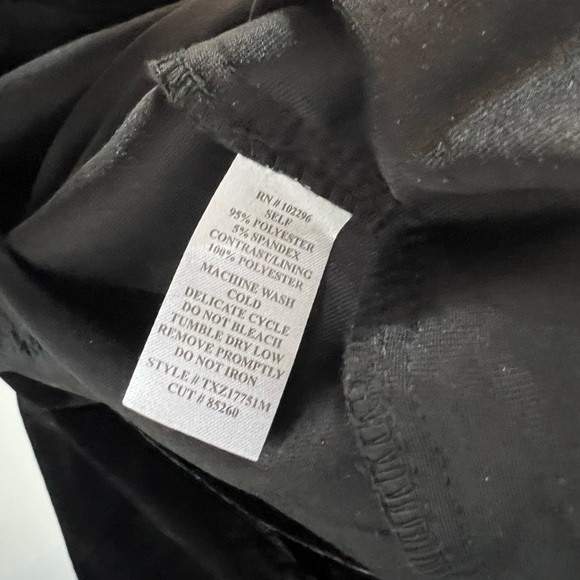 RN # 102296
SELF
95% POLYESTER
5% SPANDEX
CONTRAST/LINING
100% POLYESTER
MACHINE WASH
COLD
DELICATE CYCLE
DO NOT BLEACH
TUMBLE DRY LOW
REMOVE PROMPTLY
DO NOT IRON
STYLE # TXZ17751M
CUT # 85260